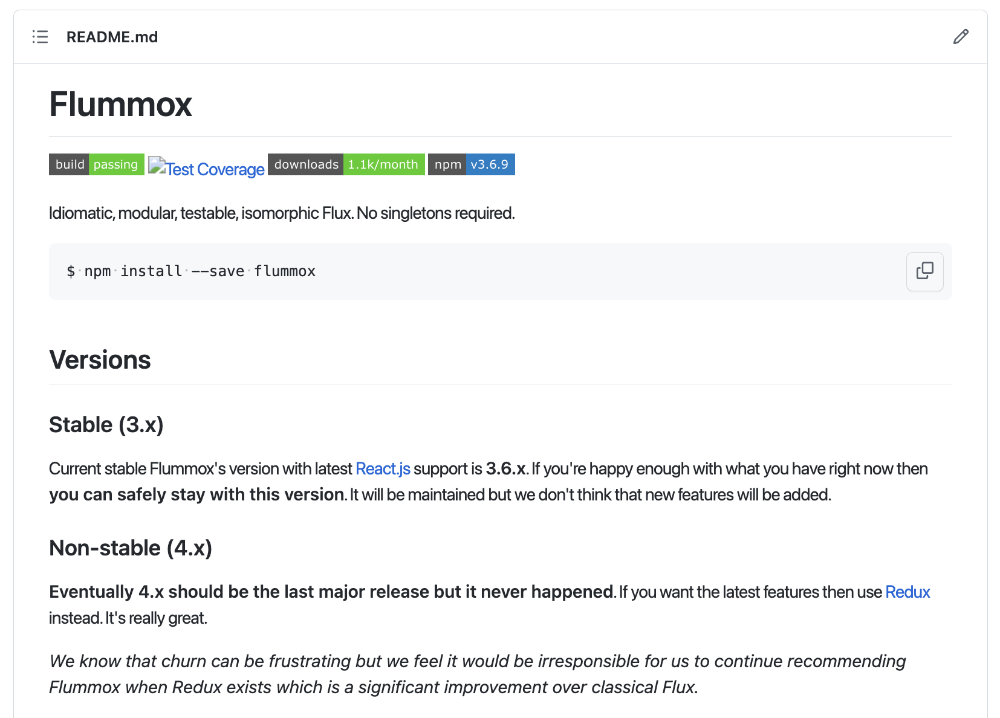 README.md
Flummox
build passing Test Coverage downloads 1.1k/month npm v3.6.9
Idiomatic, modular, testable, isomorphic Flux. No singletons required.
$ npm install --save flummox
Versions
Stable (3.x)
Current stable Flummox's version with latest React.js support is 3.6.x. If you're happy enough with what you have right now then
you can safely stay with this version. It will be maintained but we don't think that new features will be added.
Non-stable (4.x)
Eventually 4.x should be the last major release but it never happened. If you want the latest features then use Redux
instead. It's really great.
We know that churn can be frustrating but we feel it would be irresponsible for us to continue recommending
Flummox when Redux exists which is a significant improvement over classical Flux.